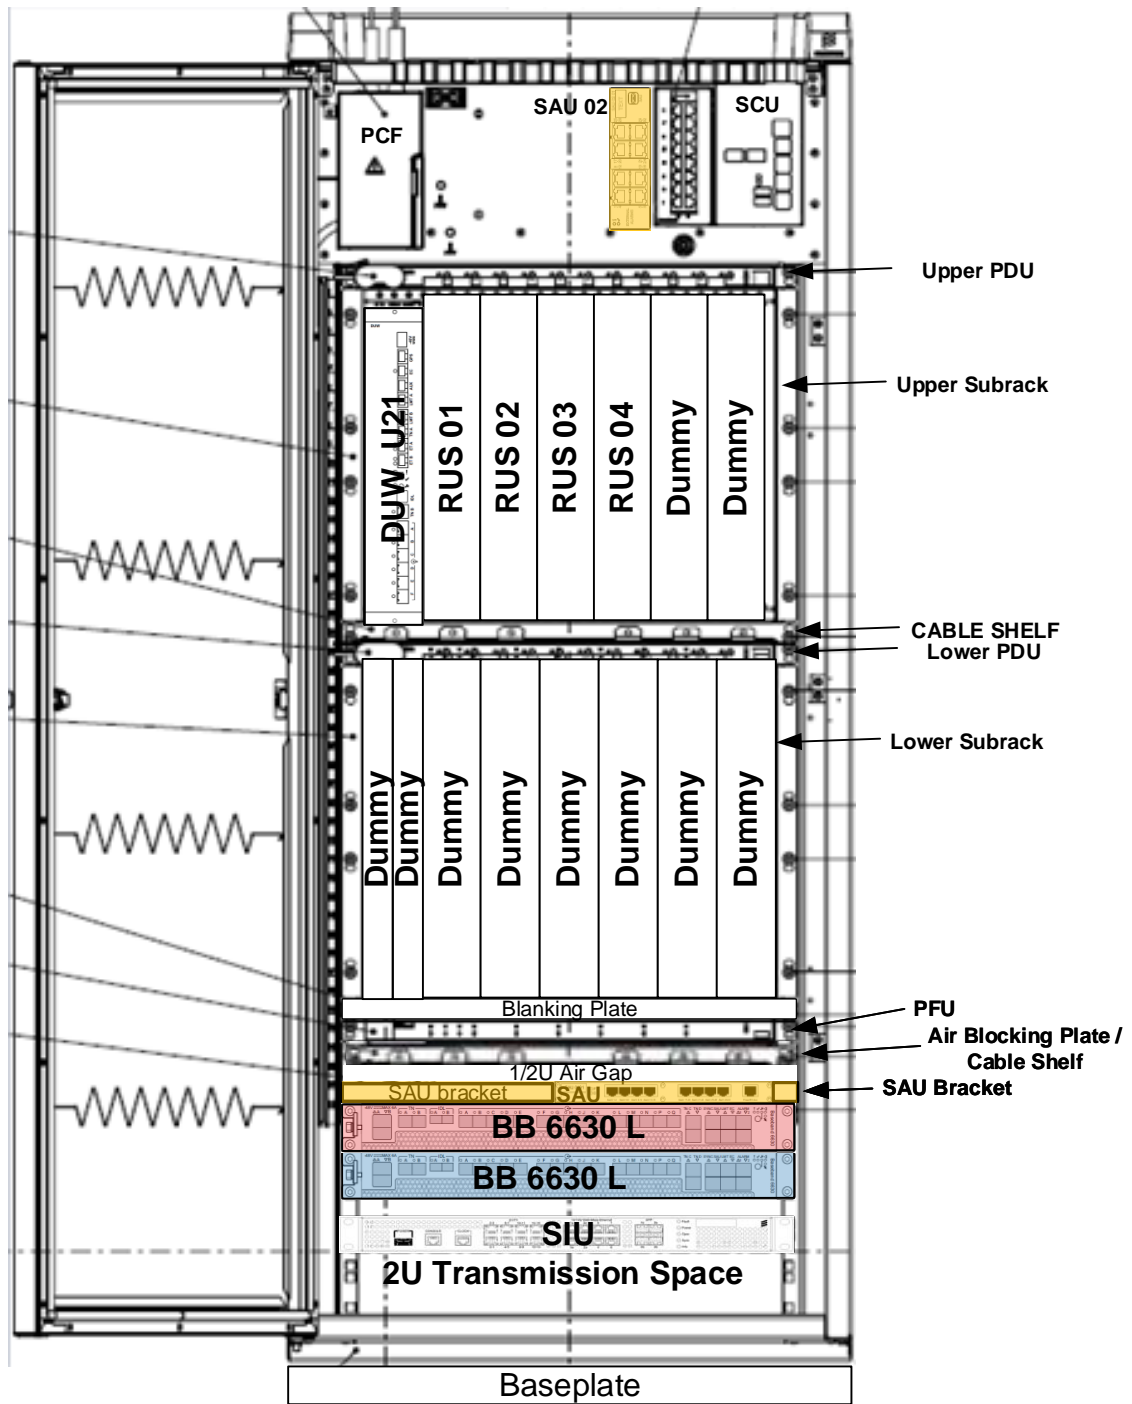 SAU 02
SCU
PCF
Upper PDU
Upper Subrack
DUW U21
RUS 01
RUS 02
RUS 03
RUS 04
Dummy
Dummy
CABLE SHELF
Lower PDU
Lower Subrack
Dummy
Dummy
Dummy
Dummy
Dummy
Dummy
Dummy
Dummy
Blanking Plate
PFU
Air Blocking Plate /
Cable Shelf
1/2U Air Gap
SAU bracket
SAU
SAU Bracket
BB 6630 L
BB 6630 L
SIU
2U Transmission Space
Baseplate